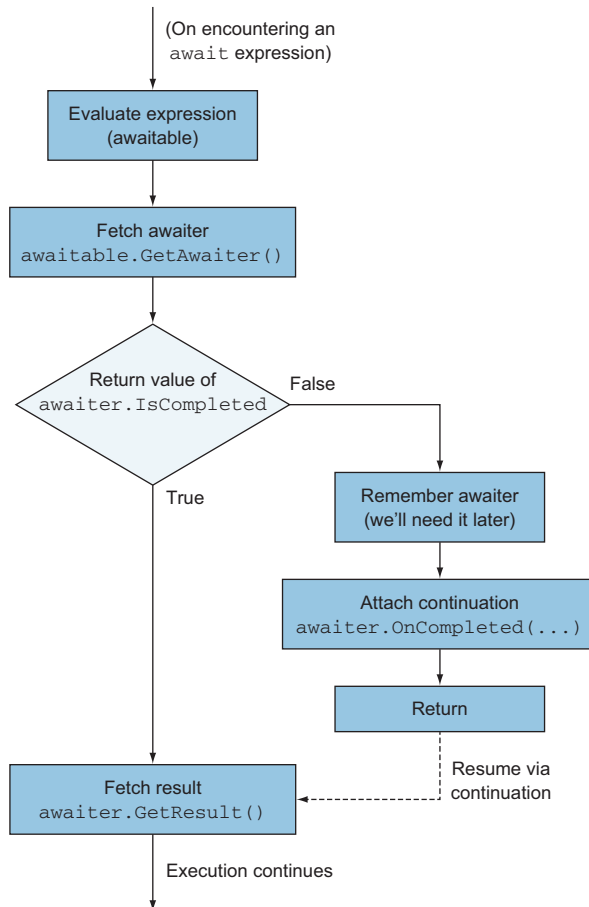 (On encountering an
await expression)
Evaluate expression
(awaitable)
Fetch awaiter
awaitable.GetAwaiter()
Return value of
awaiter.IsCompleted
False
True
Remember awaiter
(we'll need it later)
Attach continuation
awaiter.OnCompleted(...)
Return
Resume via
continuation
Fetch result
awaiter.GetResult()
Execution continues